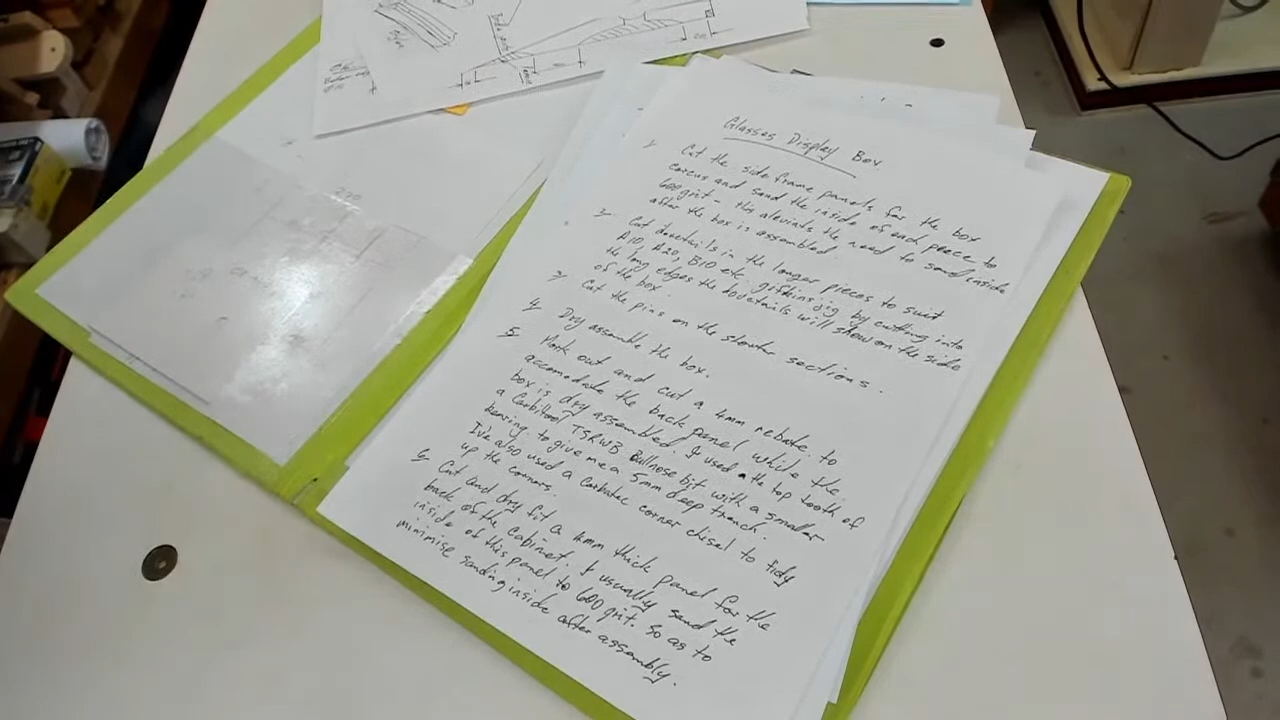 Glasses Display Box
1, Cut the side frame panels for the box
carcus and sand the inside of each peece to
600 grit - this aleviats the need to sand inside
after the box is assembled.
2, Cut dovetails in the longer pieces to suit
A10, A20, B10 etc. gifkins jig by cutting into
the long edges the dovetails will show on the side
of the box.
3, Cut the pins on the shorter sections.
4, Dry assemble the box.
5, Mark out and cut a 4mm rebate to
accomodate the back panel while the
box is dry assembled. I used the top tooth of
a Carbitool TSRWB Bullnose bit with a smaller
bearing to give me a 5mm deep trench.
I've also used a Carbatec corner chisel to tidy
up the corners.
6, Cut and dry fit a 4mm thick panel for the
back of the cabinet. I usually sand the
inside of this panel to 600 grit. So as to
minimise sanding inside after assembly.
270